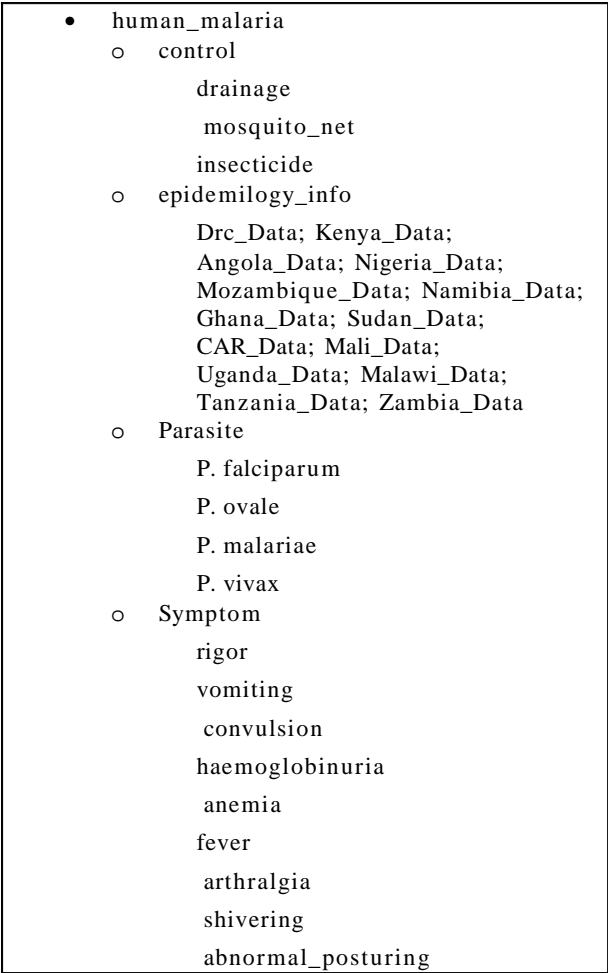 • human_malaria
o control
drainage
mosquito_net
insecticide
o epidemilogy_info
Drc_Data; Kenya_Data;
Angola_Data; Nigeria_Data;
Mozambique_Data; Namibia_Data;
Ghana_Data; Sudan_Data;
CAR_Data; Mali_Data;
Uganda_Data; Malawi_Data;
Tanzania_Data; Zambia_Data
o Parasite
P. falciparum
P. ovale
P. malariae
P. vivax
o Symptom
rigor
vomiting
convulsion
haemoglobinuria
anemia
fever
arthralgia
shivering
abnormal_posturing